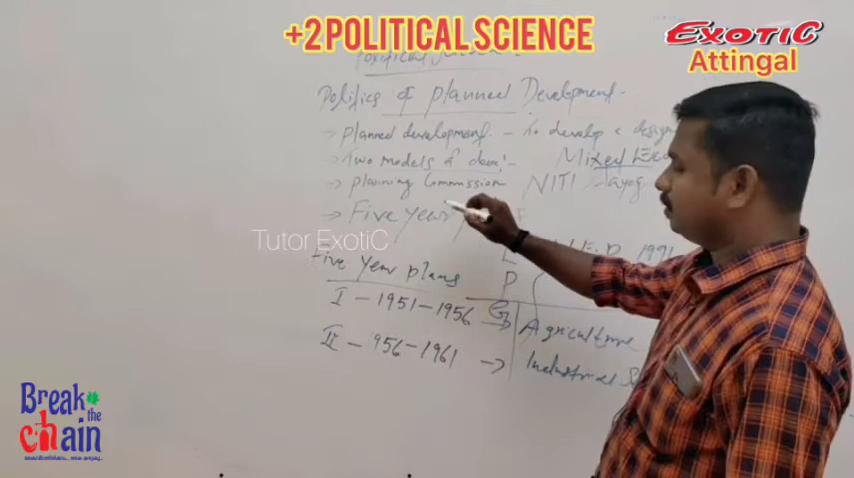 +2 POLITICAL SCIENCE
EXOTIC
Attingal
Politics of planned Development-
→ planned development. - to develop a design
→ Two models of deve'-
Mixed Eco
→ planning Commission NITI Aayog
→ Five year
Tutor ExotiC
1991
L
P
G
Five Year plans
I - 1951-1956 → Agriculture
II - 956-1961 → Industrial
Break
the
chain